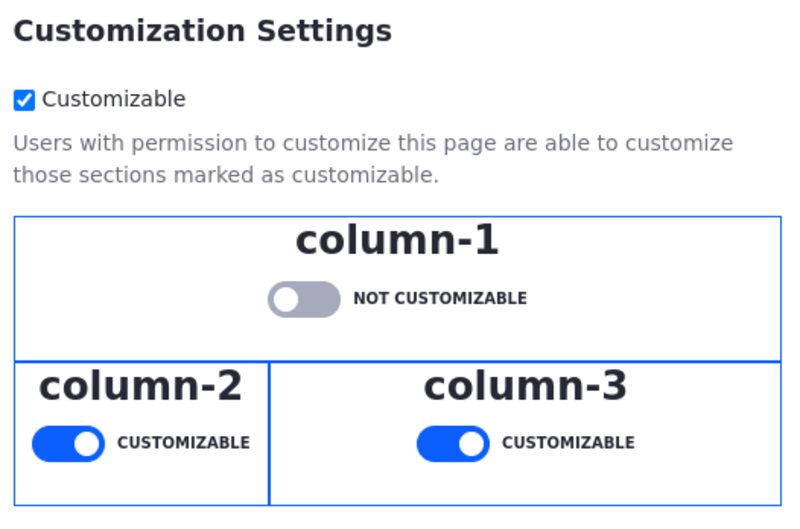 Customization Settings
Customizable
Users with permission to customize this page are able to customize
those sections marked as customizable.
column-1
NOT CUSTOMIZABLE
column-2
CUSTOMIZABLE
column-3
CUSTOMIZABLE